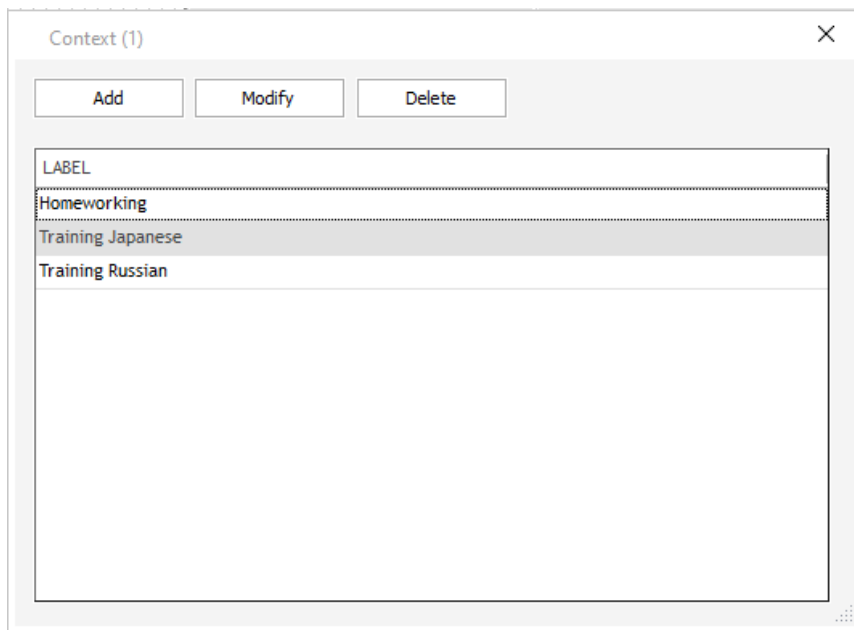 Context (1)
Add Modify Delete
LABEL
Homeworking
Training Japanese
Training Russian